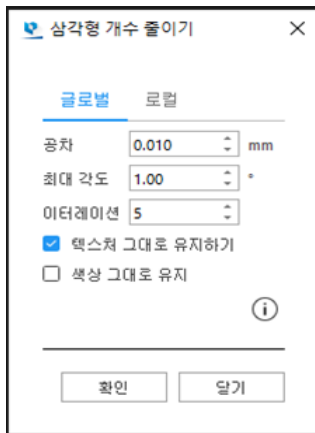 삼각형 개수 줄이기
글로벌 로컬
공차 0.010 mm
최대 각도 1.00 °
이터레이션 5
텍스처 그대로 유지하기
색상 그대로 유지
확인 닫기